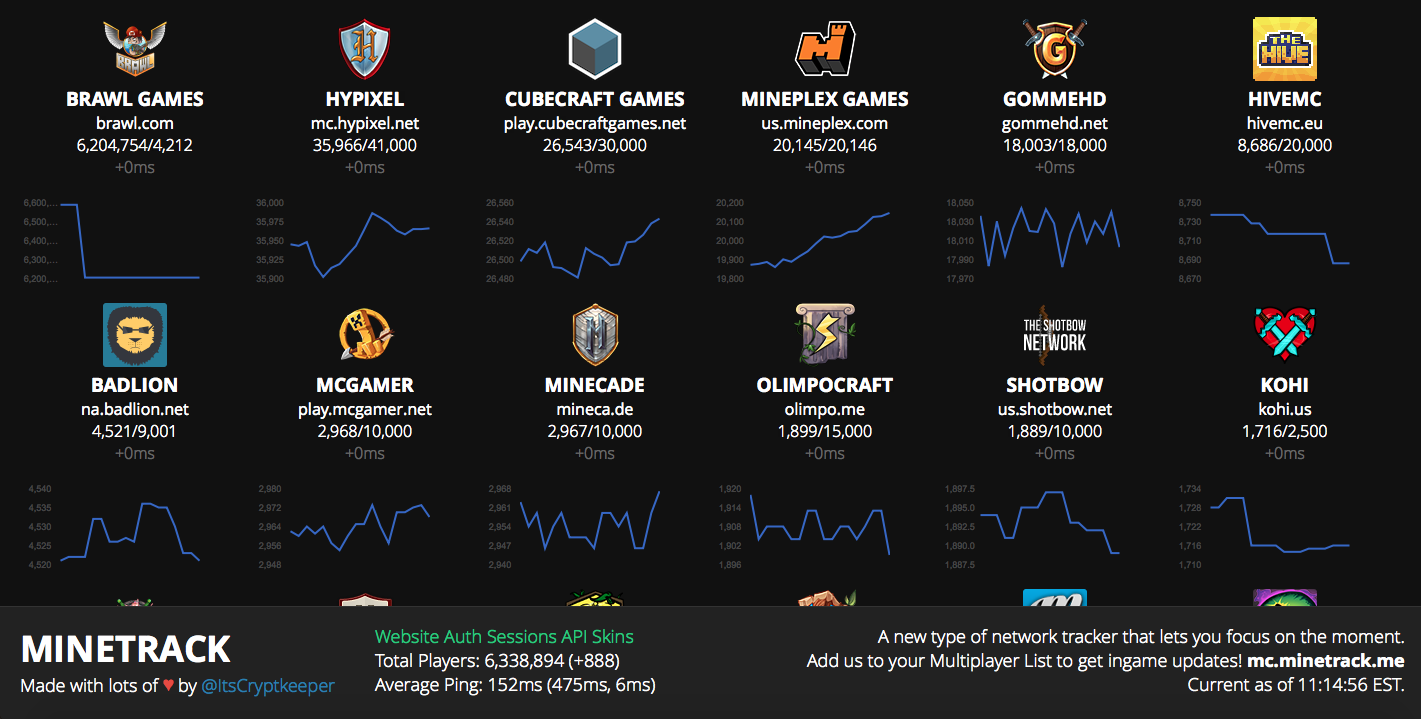 BRAWL
BRAWL GAMES
brawl.com
6,204,754/4,212
+0ms
6,600,...
6,500,...
6,400,...
6,300,...
6,200,...
H
HYPIXEL
mc.hypixel.net
35,966/41,000
+0ms
36,000
35,975
35,950
35,925
35,900
CUBECRAFT GAMES
play.cubecraftgames.net
26,543/30,000
+0ms
26,560
26,540
26,520
26,500
26,480
M
MINEPLEX GAMES
us.mineplex.com
20,145/20,146
+0ms
20,200
20,100
20,000
19,900
19,800
G
GOMMEHD
gommehd.net
18,003/18,000
+0ms
18,050
18,030
18,010
17,990
17,970
THE
HIVE
HIVEMC
hivemc.eu
8,686/20,000
+0ms
8,750
8,730
8,710
8,690
8,670
BADLION
na.badlion.net
4,521/9,001
+0ms
4,540
4,535
4,530
4,525
4,520
MCGAMER
play.mcgamer.net
2,968/10,000
+0ms
2,980
2,972
2,964
2,956
2,948
M
MINECADE
mineca.de
2,967/10,000
+0ms
2,968
2,961
2,954
2,947
2,940
OLIMPOCRAFT
olimpo.me
1,899/15,000
+0ms
1,920
1,914
1,908
1,902
1,896
THE SHOTBOW
NETWORK
SHOTBOW
us.shotbow.net
1,889/10,000
+0ms
1,897.5
1,895.0
1,892.5
1,890.0
1,887.5
KOHI
kohi.us
1,716/2,500
+0ms
1,734
1,728
1,722
1,716
1,710
MINETRACK
Made with lots of ♥ by @ItsCryptkeeper
Website Auth Sessions API Skins
Total Players: 6,338,894 (+888)
Average Ping: 152ms (475ms, 6ms)
A new type of network tracker that lets you focus on the moment.
Add us to your Multiplayer List to get ingame updates! mc.minetrack.me
Current as of 11:14:56 EST.